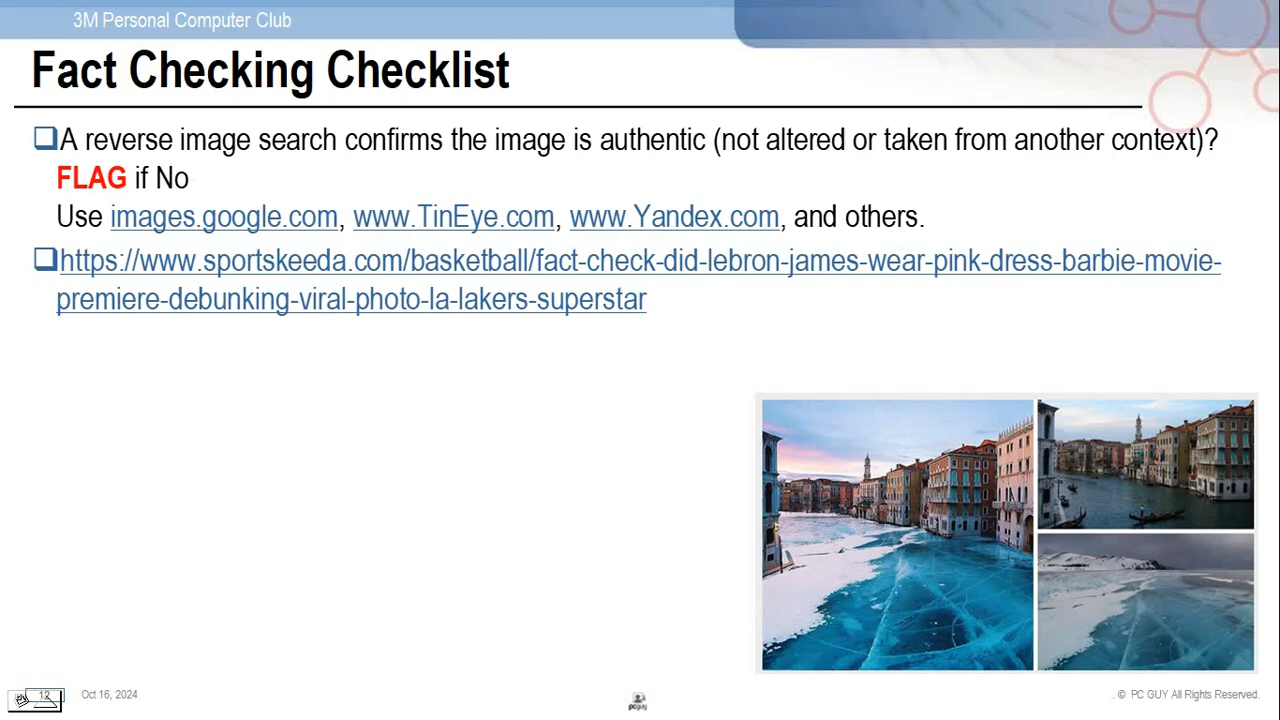 3M Personal Computer Club
Fact Checking Checklist
A reverse image search confirms the image is authentic (not altered or taken from another context)?
FLAG if No
Use images.google.com, www.TinEye.com, www.Yandex.com, and others.
https://www.sportskeeda.com/basketball/fact-check-did-lebron-james-wear-pink-dress-barbie-movie-
premiere-debunking-viral-photo-la-lakers-superstar
12
Oct 16, 2024
pcguy
. © PC GUY All Rights Reserved.